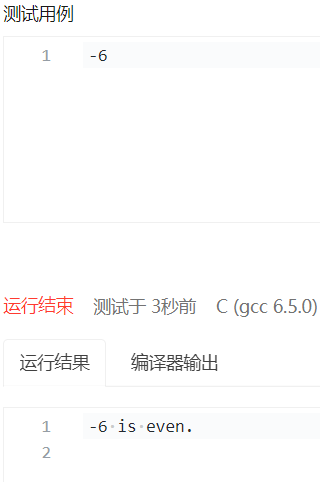 测试用例
1 -6
运行结束 测试于 3秒前 C (gcc 6.5.0)
运行结果 编译器输出
1 -6·is·even.
2